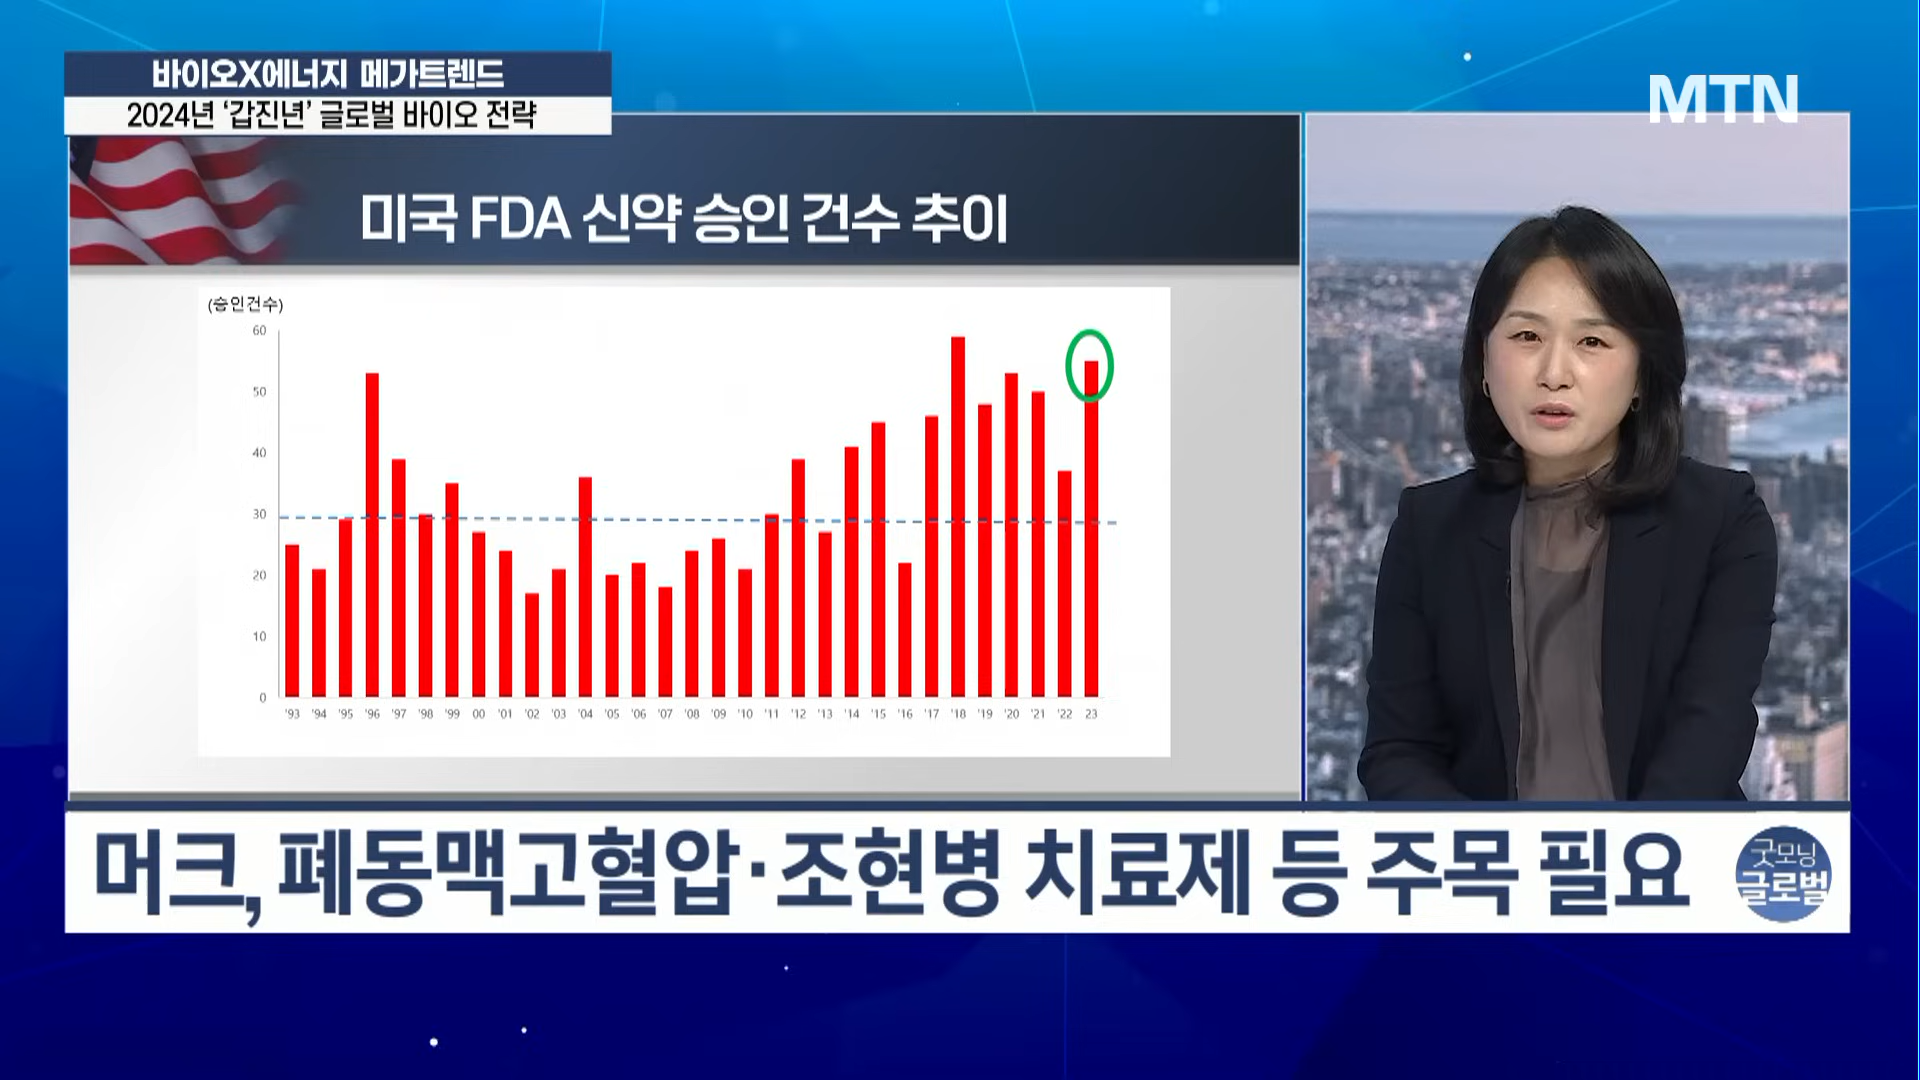 바이오X에너지 메가트렌드
2024년 ‘갑진년’ 글로벌 바이오 전략
MTN
미국 FDA 신약 승인 건수 추이
(승인건수)
60
50
40
30
20
10
0
'93 '94 '95 '96 '97 '98 '99 00 '01 '02 '03 '04 '05 '06 '07 '08 '09 '10 '11 '12 '13 '14 '15 '16 '17 '18 '19 '20 '21 '22 23
머크, 폐동맥고혈압·조현병 치료제 등 주목 필요
굿모닝
글로벌